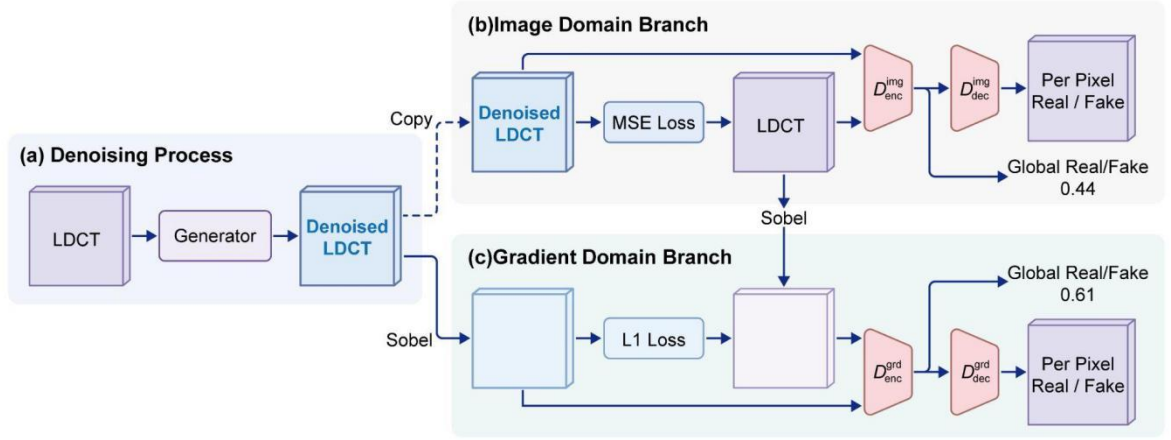 (a) Denoising Process
LDCT
Generator
Denoised
LDCT
Copy
Sobel
(b)Image Domain Branch
Denoised
LDCT
MSE Loss
LDCT
D_enc^img
D_dec^img
Per Pixel
Real / Fake
Global Real/Fake
0.44
Sobel
(c)Gradient Domain Branch
L1 Loss
D_enc^grd
D_dec^grd
Global Real/Fake
0.61
Per Pixel
Real / Fake